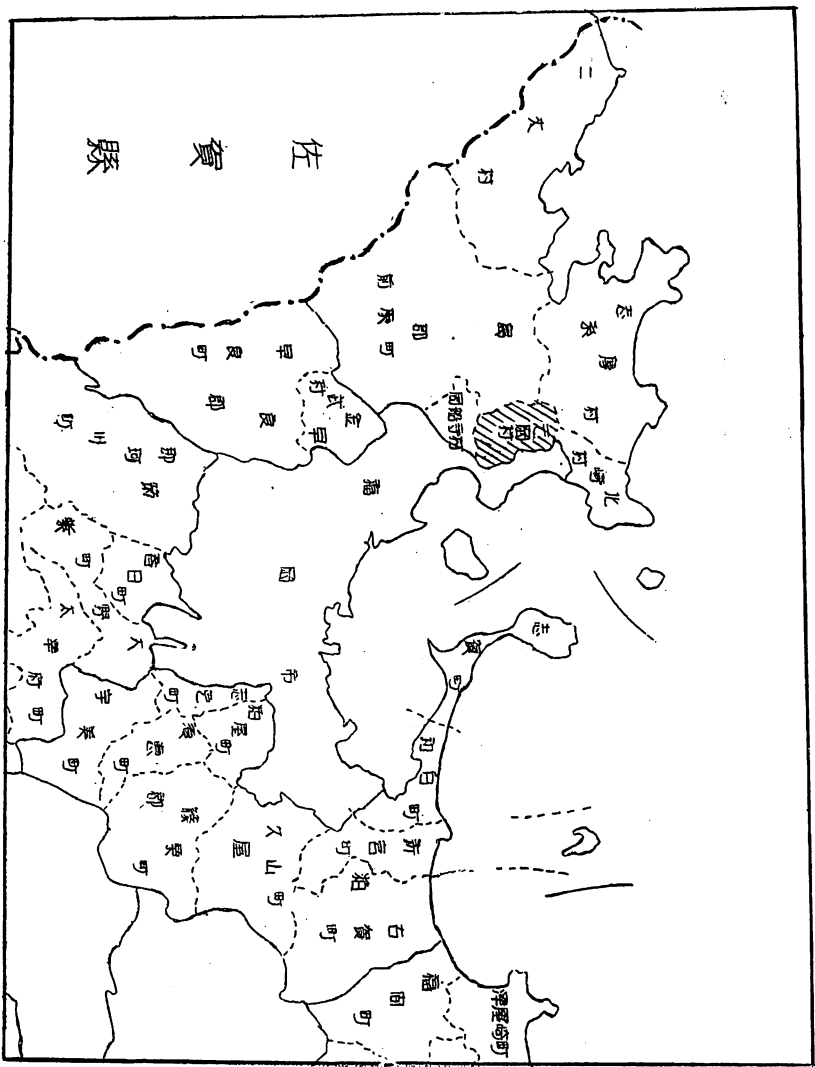 佐賀縣
二丈村
志摩村
糸
島
郡
前原町
元岡村
周船寺村
北崎村
早良町
早良郡
金武村
福岡市
那珂川町
筑
紫
春日町
大野町
太宰府町
志賀町
和白町
新宮町
古賀町
粕屋郡
久山町
粕屋町
志免町
須恵町
宇美町
篠栗町
福間町
津屋崎町